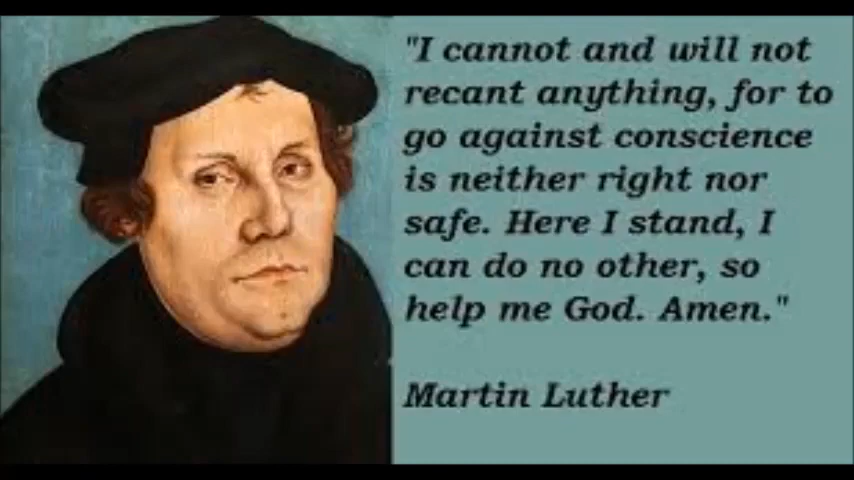 "I cannot and will not
recant anything, for to
go against conscience
is neither right nor
safe. Here I stand, I
can do no other, so
help me God. Amen."
Martin Luther